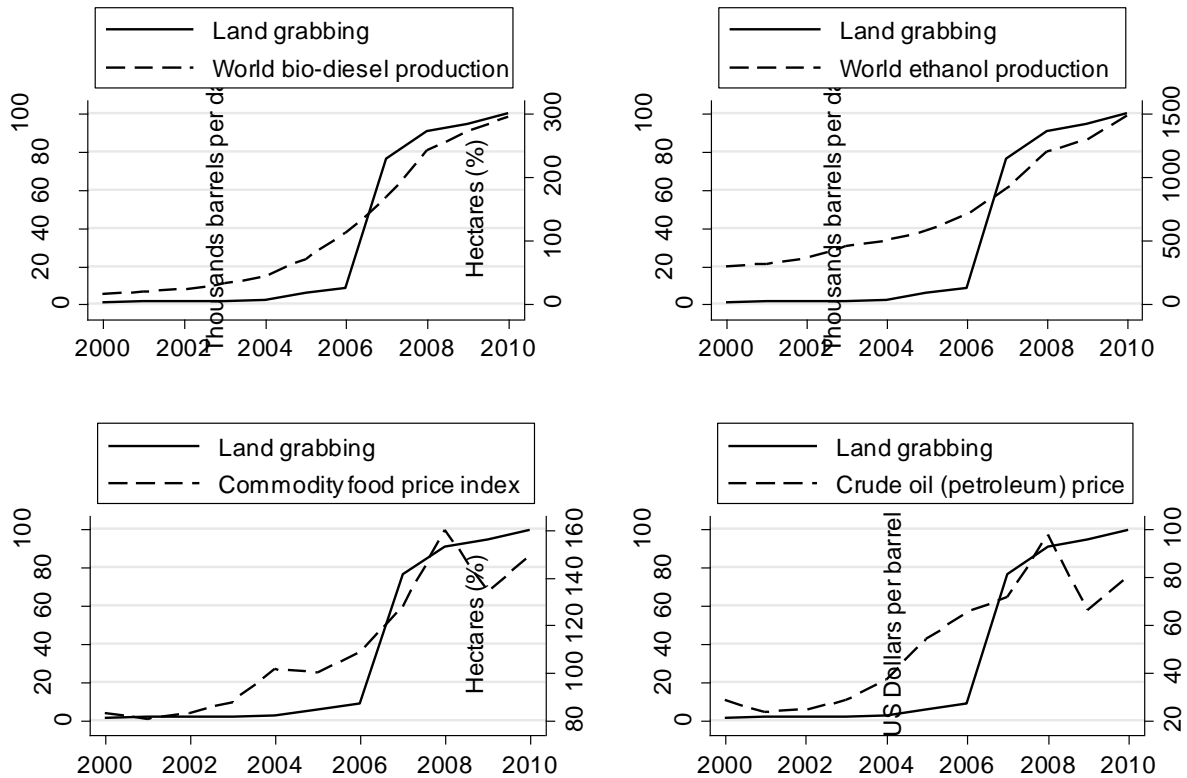 Land grabbing
World bio-diesel production
Thousands barrels per da
Hectares (%)
0 20 40 60 80 100
0 100 200 300
2000 2002 2004 2006 2008 2010
Land grabbing
World ethanol production
Thousands barrels per da
0 20 40 60 80 100
0 500 1000 1500
2000 2002 2004 2006 2008 2010
Land grabbing
Commodity food price index
Hectares (%)
0 20 40 60 80 100
80 100 120 140 160
2000 2002 2004 2006 2008 2010
Land grabbing
Crude oil (petroleum) price
US Dollars per barrel
0 20 40 60 80 100
20 40 60 80 100
2000 2002 2004 2006 2008 2010